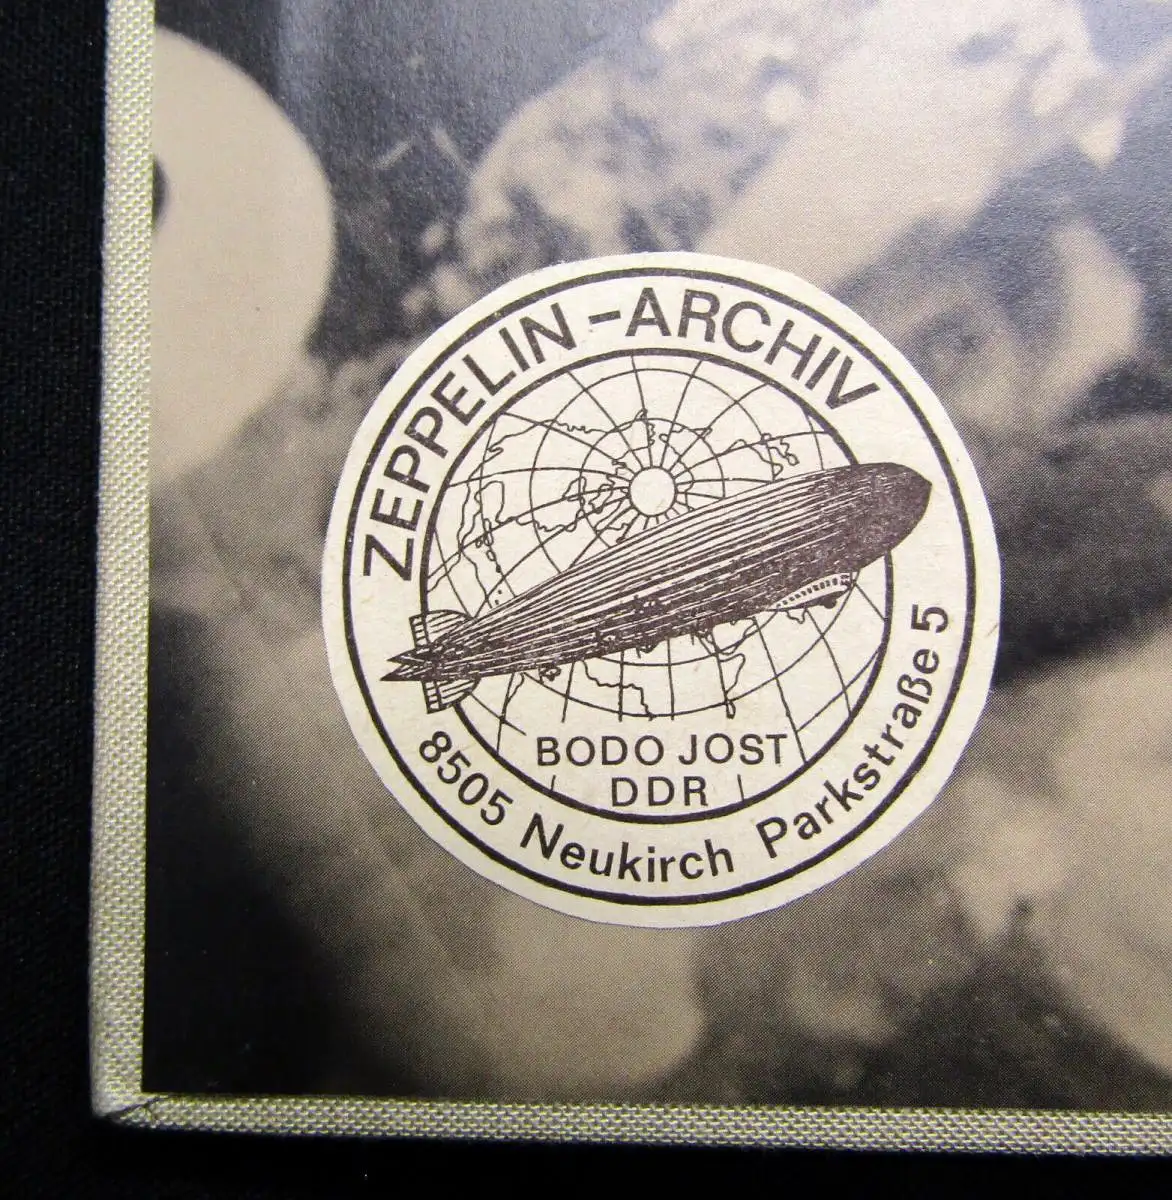 ZEPPELIN-ARCHIV
BODO JOST
DDR
8505 Neukirch Parkstraße 5